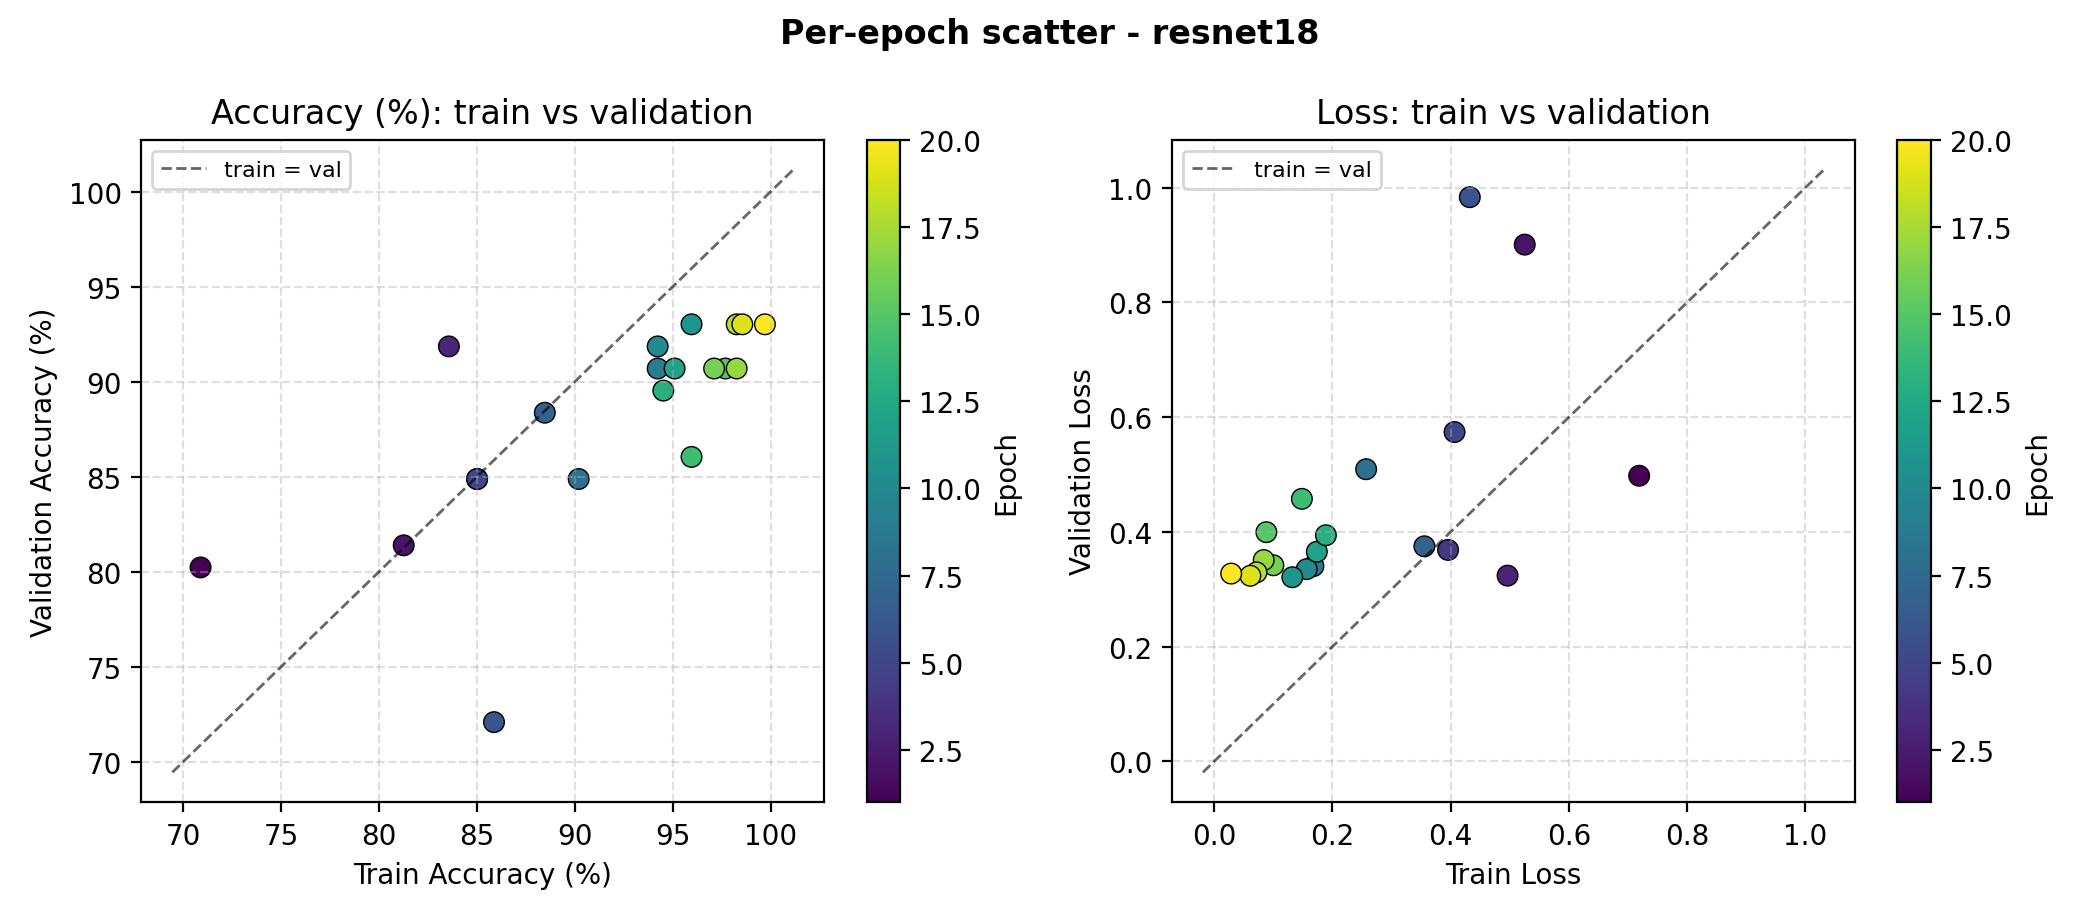 Per-epoch scatter - resnet18
Accuracy (%): train vs validation
train = val
100
95
90
85
80
75
70
70 75 80 85 90 95 100
Train Accuracy (%)
Validation Accuracy (%)
20.0
17.5
15.0
12.5
10.0
7.5
5.0
2.5
Epoch
Loss: train vs validation
train = val
1.0
0.8
0.6
0.4
0.2
0.0
0.0 0.2 0.4 0.6 0.8 1.0
Train Loss
Validation Loss
20.0
17.5
15.0
12.5
10.0
7.5
5.0
2.5
Epoch